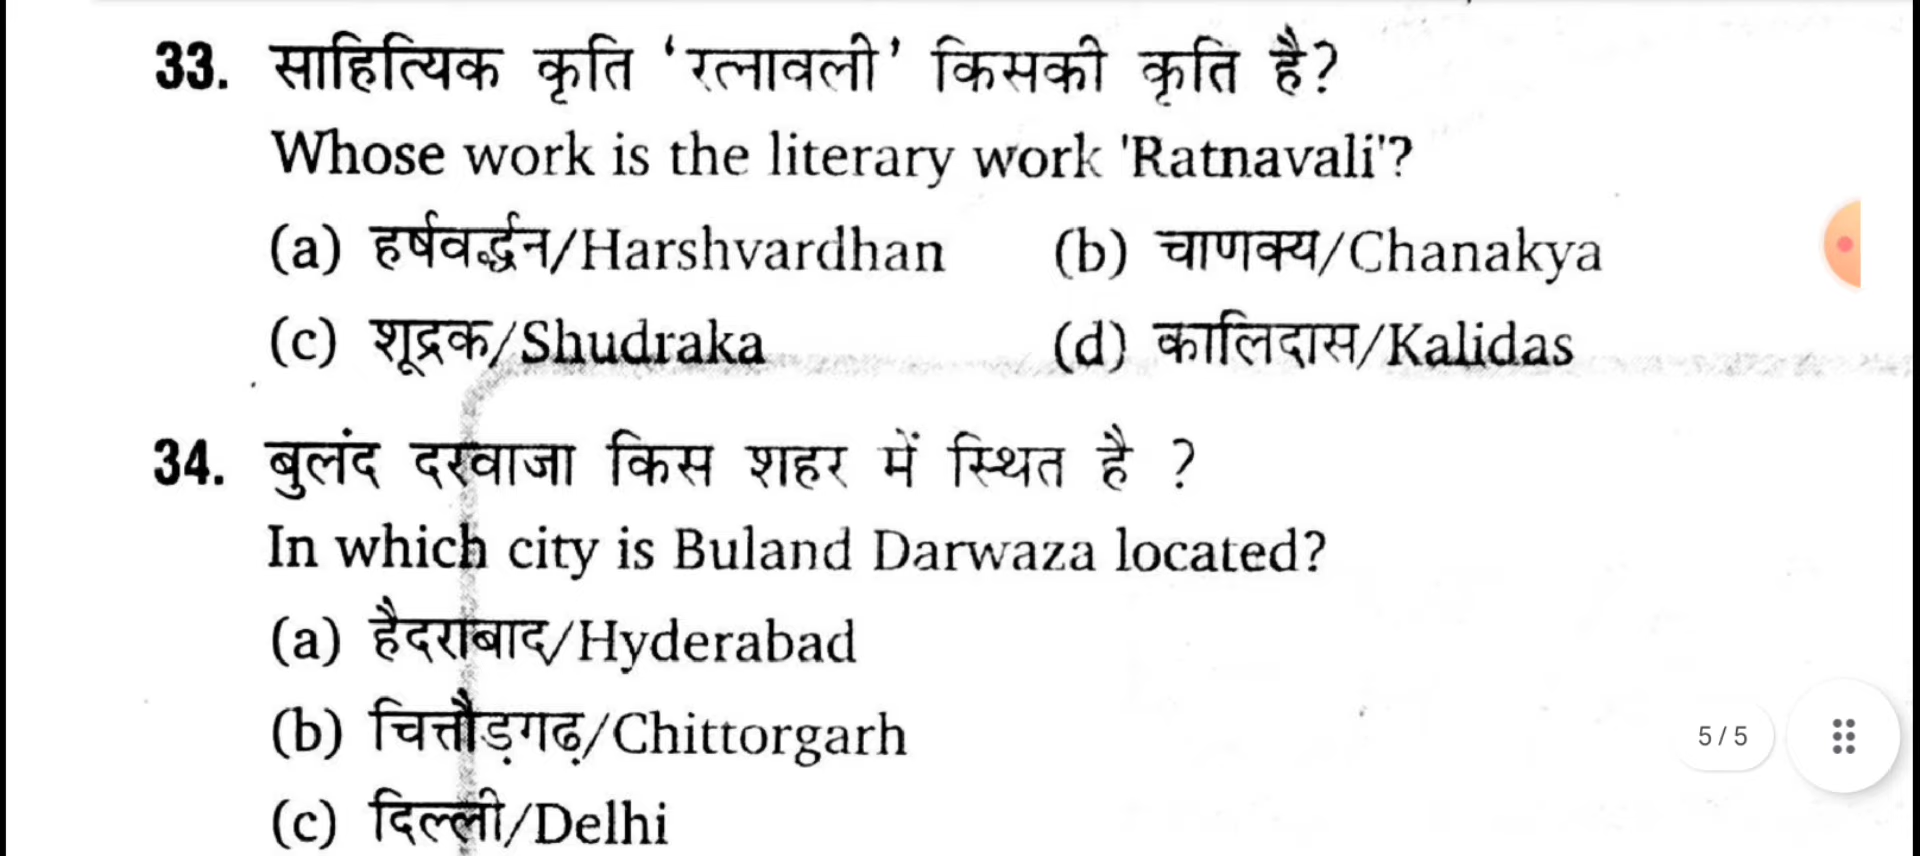 33. साहित्यिक कृति ‘रत्नावली’ किसकी कृति है?
Whose work is the literary work 'Ratnavali'?
(a) हर्षवर्द्धन/Harshvardhan (b) चाणक्य/Chanakya
(c) शूद्रक/Shudraka (d) कालिदास/Kalidas
34. बुलंद दरवाजा किस शहर में स्थित है ?
In which city is Buland Darwaza located?
(a) हैदराबाद/Hyderabad
(b) चित्तौड़गढ़/Chittorgarh
5 / 5
(c) दिल्ली/Delhi